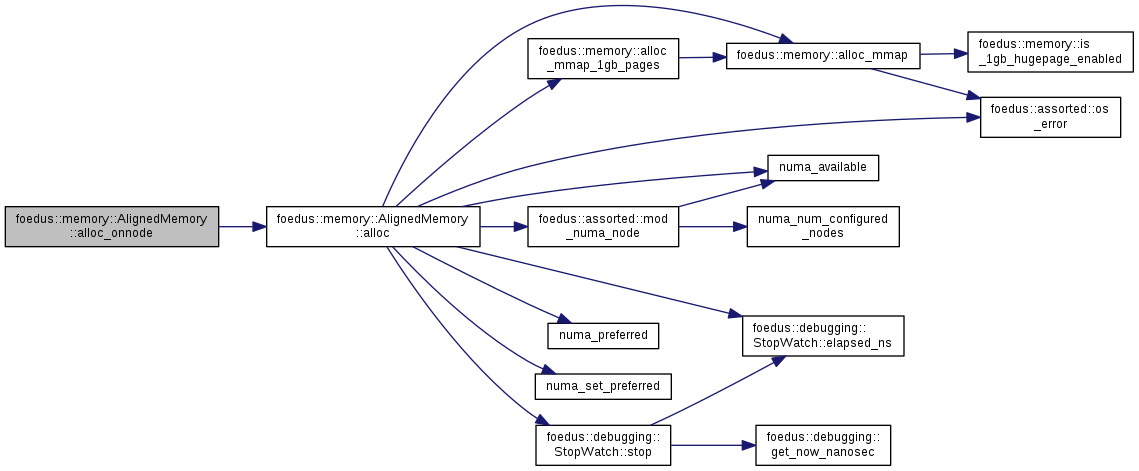 foedus::memory::AlignedMemory
::alloc_onnode
foedus::memory::AlignedMemory
::alloc
foedus::memory::alloc
_mmap_1gb_pages
foedus::memory::alloc_mmap
foedus::memory::is
_1gb_hugepage_enabled
foedus::assorted::os
_error
numa_available
foedus::assorted::mod
_numa_node
numa_num_configured
_nodes
foedus::debugging::
StopWatch::elapsed_ns
numa_preferred
numa_set_preferred
foedus::debugging::
StopWatch::stop
foedus::debugging::
get_now_nanosec